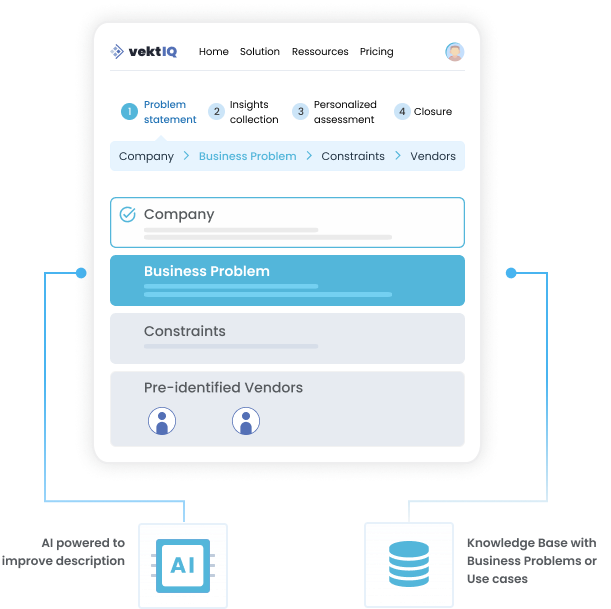 vektIQ Home Solution Ressources Pricing
1 Problem statement 2 Insights collection 3 Personalized assessment 4 Closure
Company > Business Problem > Constraints > Vendors
Company
Business Problem
Constraints
Pre-identified Vendors
AI powered to
improve description
AI
Knowledge Base with
Business Problems or
Use cases